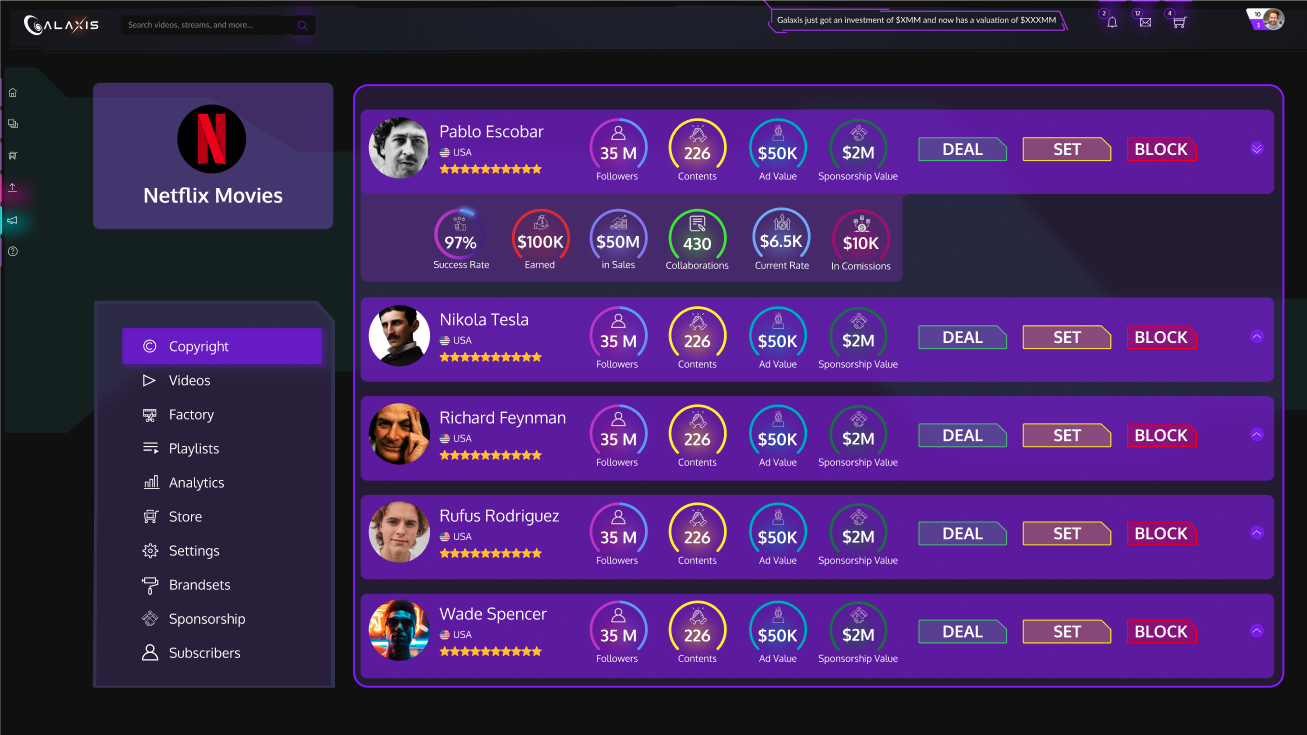 GALAXIS
Search videos, streams, and more...
Galaxis just got an investment of $XMM and now has a valuation of $XXXMM
2
12
4
10
3
N
Netflix Movies
© Copyright
Videos
Factory
Playlists
Analytics
Store
Settings
Brandsets
Sponsorship
Subscribers
Pablo Escobar
USA
35 M
Followers
226
Contents
$50K
Ad Value
$2M
Sponsorship Value
DEAL
SET
BLOCK
97%
Success Rate
$100K
Earned
$50M
in Sales
430
Collaborations
$6.5K
Current Rate
$10K
In Comissions
Nikola Tesla
USA
35 M
Followers
226
Contents
$50K
Ad Value
$2M
Sponsorship Value
DEAL
SET
BLOCK
Richard Feynman
USA
35 M
Followers
226
Contents
$50K
Ad Value
$2M
Sponsorship Value
DEAL
SET
BLOCK
Rufus Rodriguez
USA
35 M
Followers
226
Contents
$50K
Ad Value
$2M
Sponsorship Value
DEAL
SET
BLOCK
Wade Spencer
USA
35 M
Followers
226
Contents
$50K
Ad Value
$2M
Sponsorship Value
DEAL
SET
BLOCK